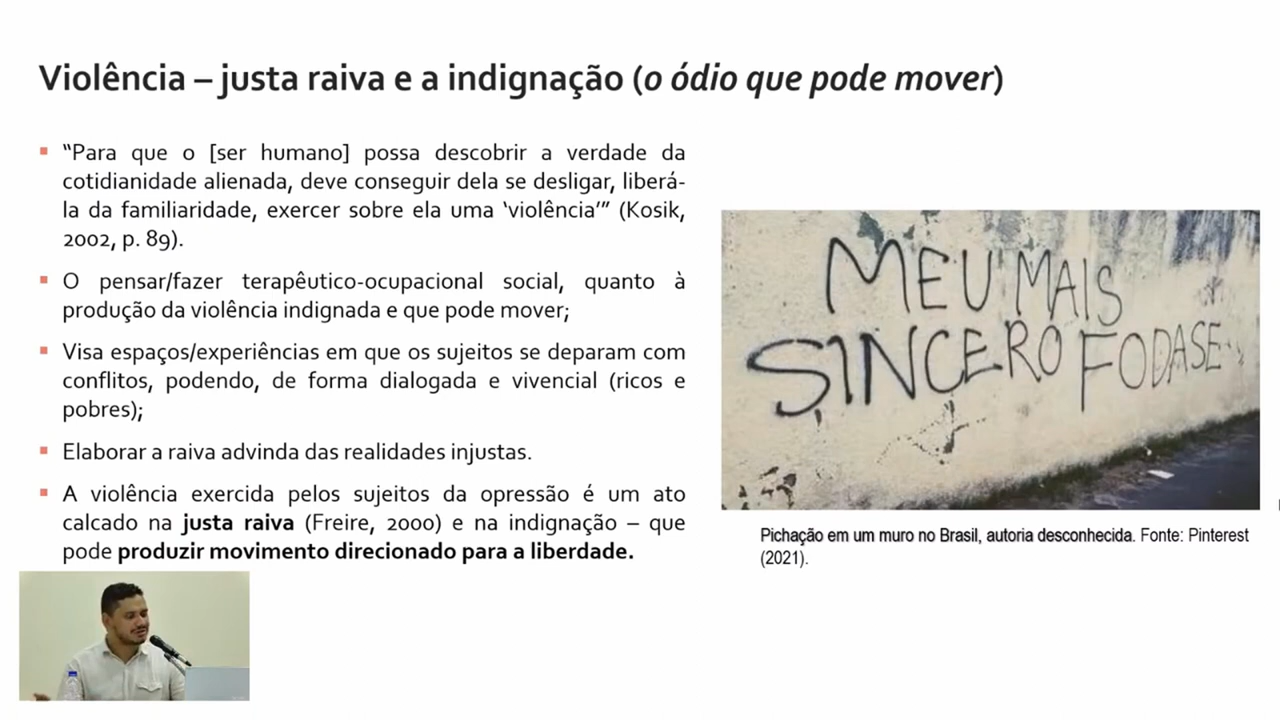 Violência – justa raiva e a indignação (o ódio que pode mover)
▪ “Para que o [ser humano] possa descobrir a verdade da
cotidianidade alienada, deve conseguir dela se desligar, liberá-
la da familiaridade, exercer sobre ela uma ‘violência’” (Kosik,
2002, p. 89).
▪ O pensar/fazer terapêutico-ocupacional social, quanto à
produção da violência indignada e que pode mover;
▪ Visa espaços/experiências em que os sujeitos se deparam com
conflitos, podendo, de forma dialogada e vivencial (ricos e
pobres);
▪ Elaborar a raiva advinda das realidades injustas.
▪ A violência exercida pelos sujeitos da opressão é um ato
calcado na justa raiva (Freire, 2000) e na indignação – que
pode produzir movimento direcionado para a liberdade.
MEU MAIS
SINCERO FODASE
Pichação em um muro no Brasil, autoria desconhecida. Fonte: Pinterest
(2021).